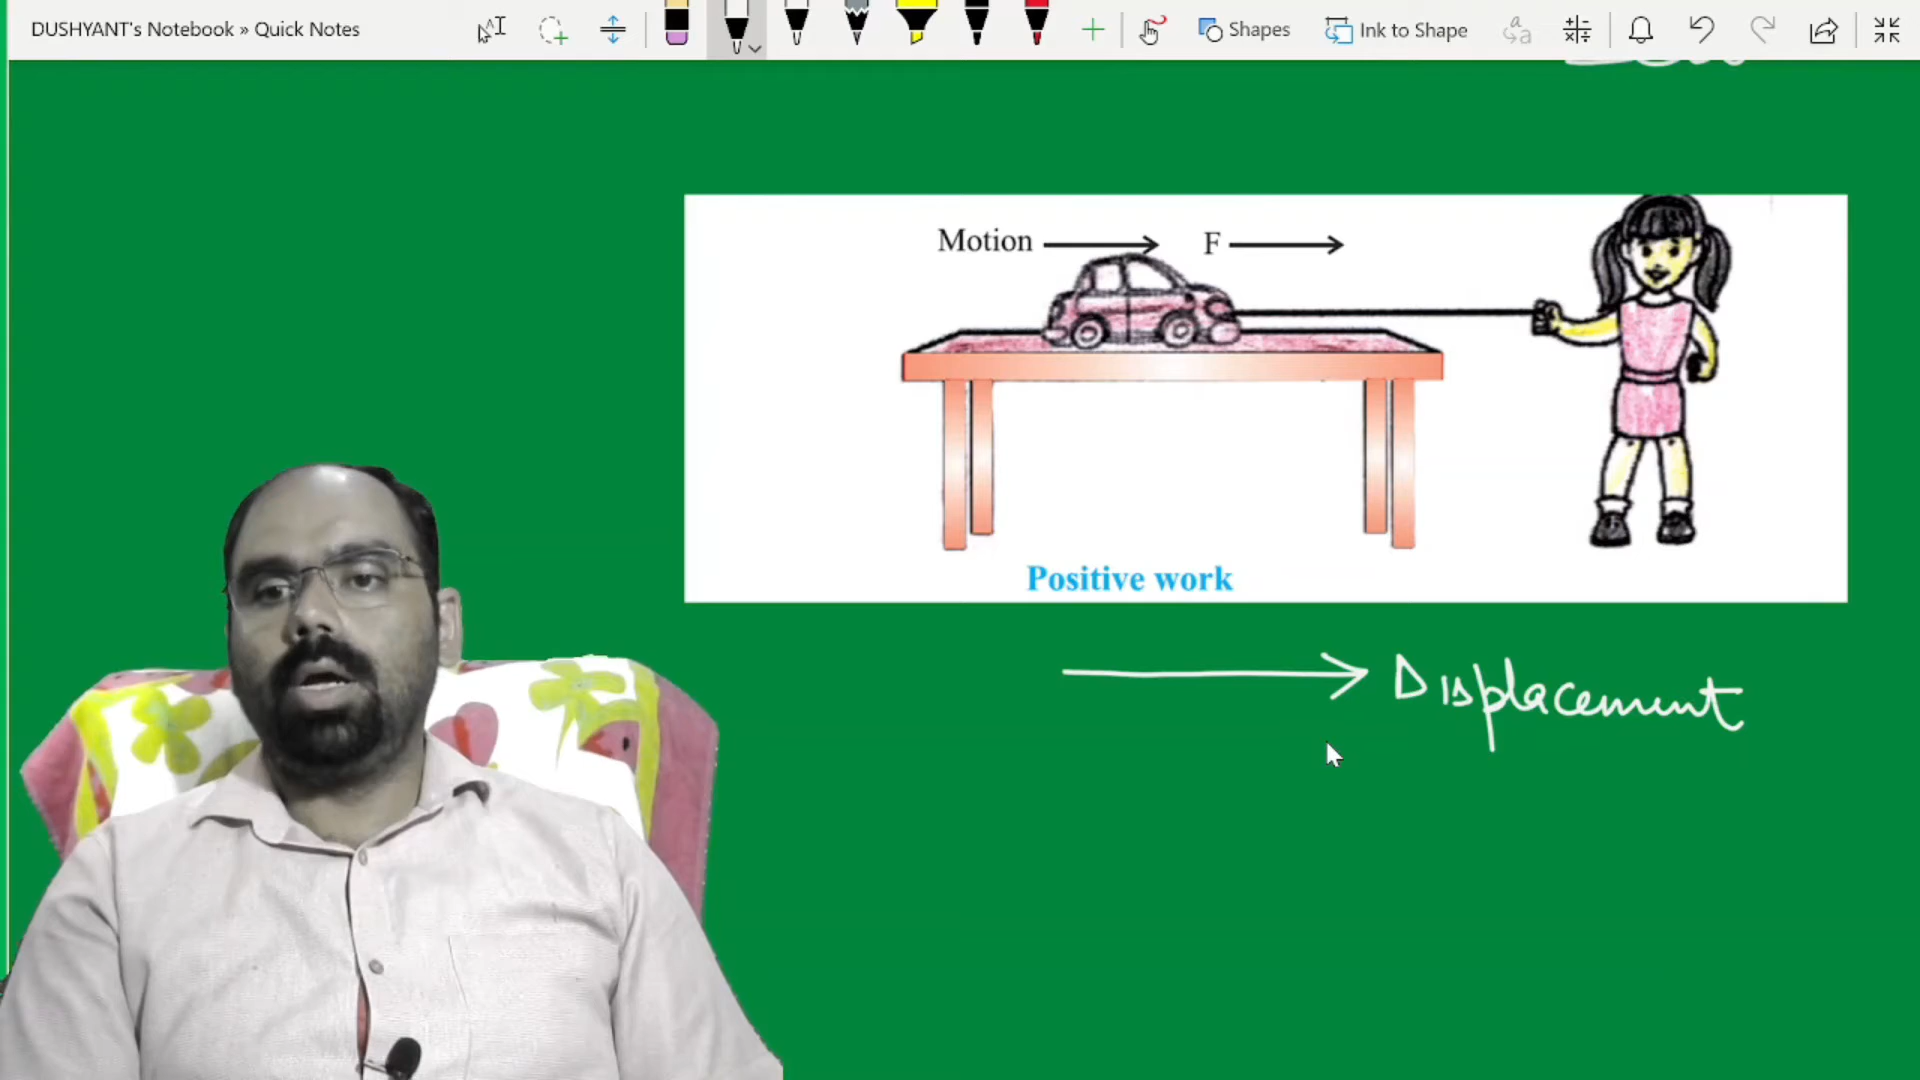 DUSHYANT's Notebook » Quick Notes
Shapes
Ink to Shape
Motion F
Positive work
Displacement